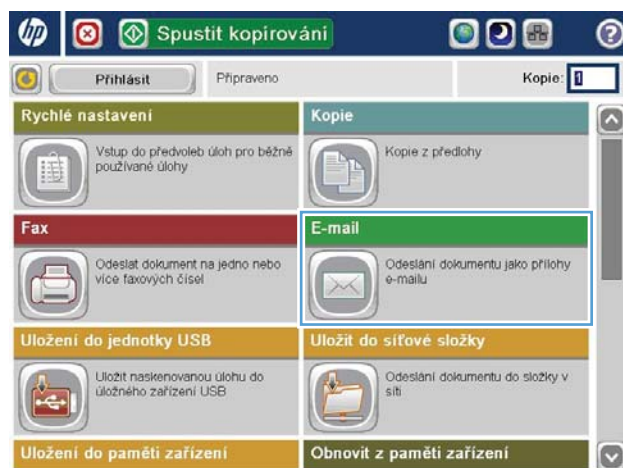 hp
Spustit kopírování
?
Přihlásit
Připraveno
Kopie: 1
Rychlé nastavení
Vstup do předvoleb úloh pro běžně
používané úlohy
Kopie
Kopie z předlohy
Fax
Odeslat dokument na jedno nebo
více faxových čísel
E-mail
Odeslání dokumentu jako přílohy
e-mailu
Uložení do jednotky USB
Uložit naskenovanou úlohu do
úložného zařízení USB
Uložit do síťové složky
Odeslání dokumentu do složky v
síti
Uložení do paměti zařízení
Obnovit z paměti zařízení